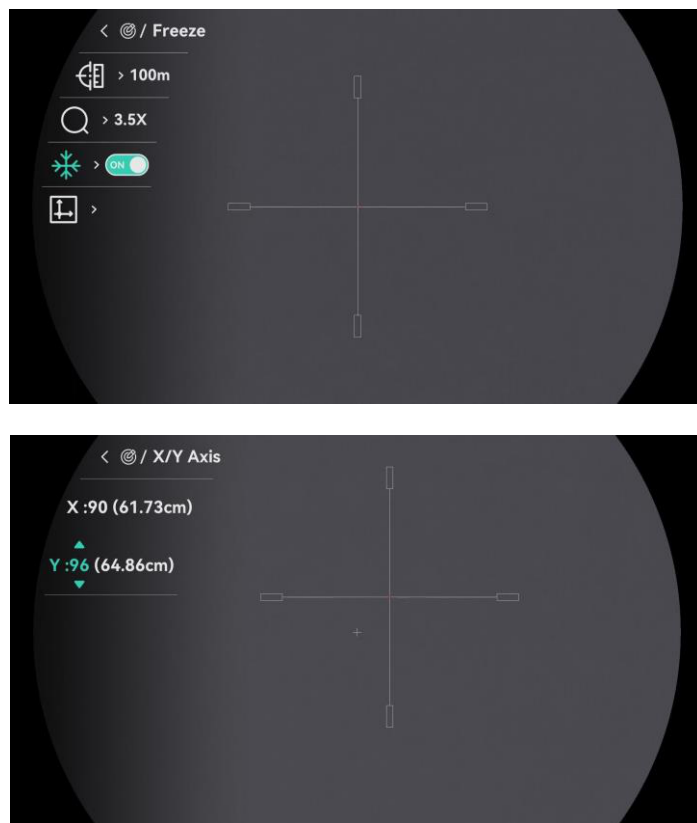 < / Freeze
> 100m
> 3.5X
> ON
>
< / X/Y Axis
X :90 (61.73cm)
Y :96 (64.86cm)